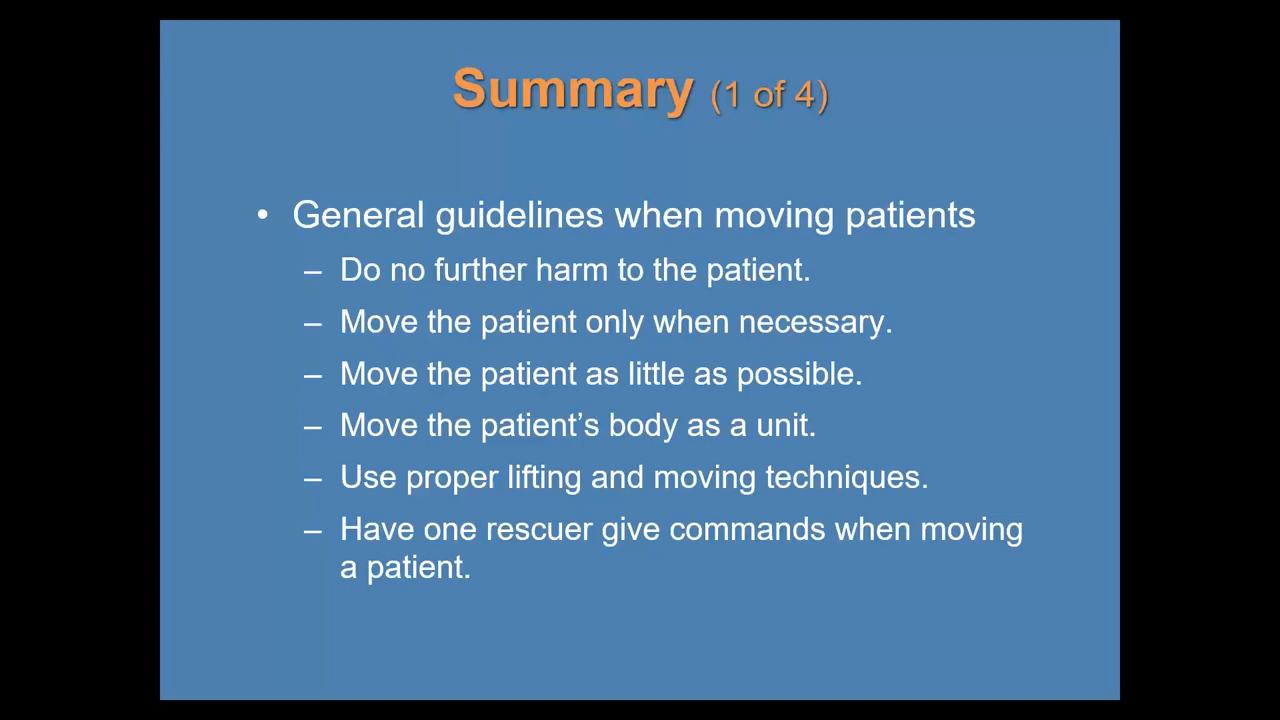 Summary (1 of 4)
• General guidelines when moving patients
– Do no further harm to the patient.
– Move the patient only when necessary.
– Move the patient as little as possible.
– Move the patient’s body as a unit.
– Use proper lifting and moving techniques.
– Have one rescuer give commands when moving
a patient.